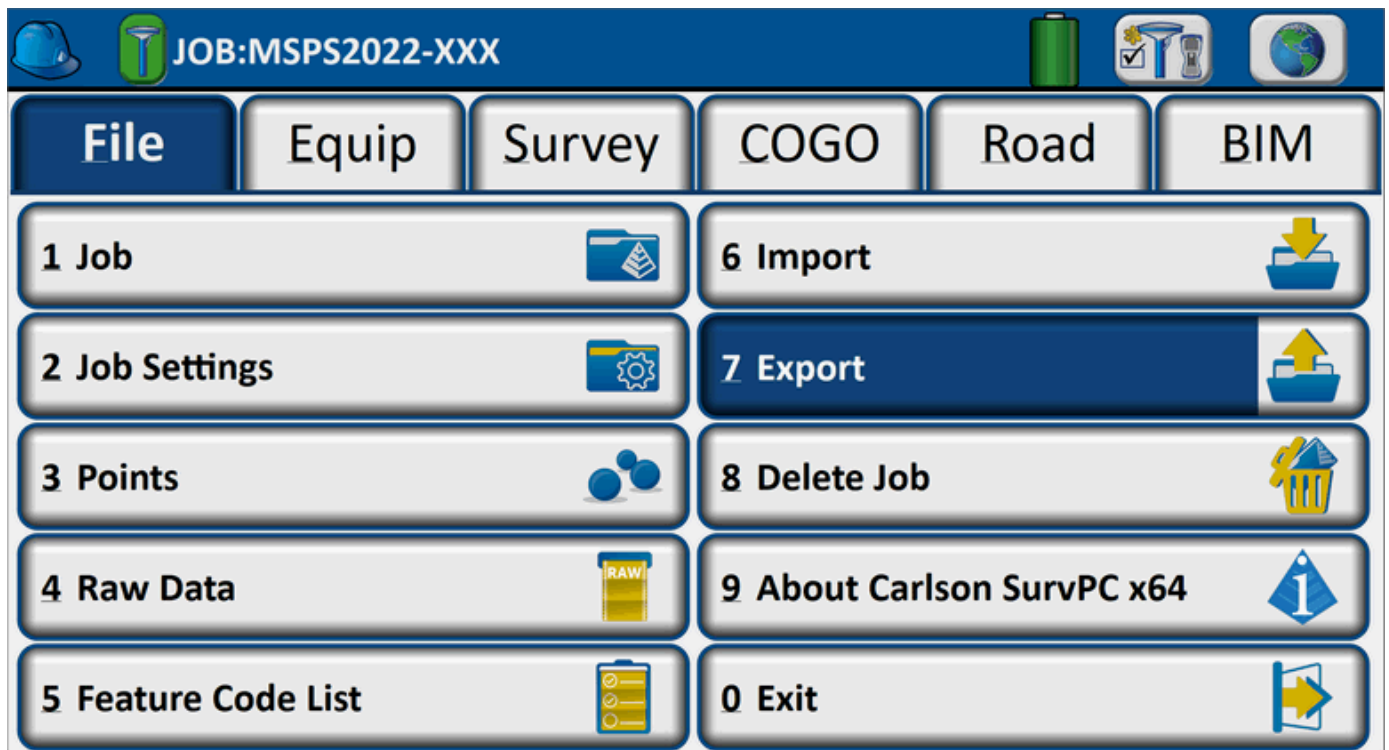 JOB:MSPS2022-XXX
File Equip Survey COGO Road BIM
1 Job
2 Job Settings
3 Points
4 Raw Data
RAW
5 Feature Code List
6 Import
7 Export
8 Delete Job
9 About Carlson SurvPC x64
0 Exit